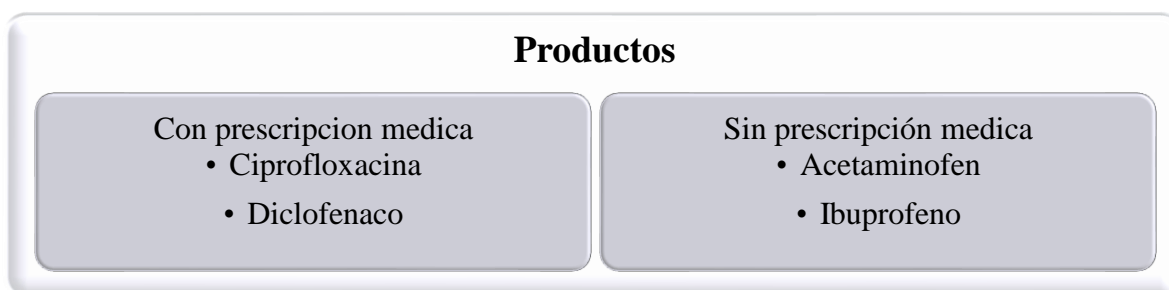 Productos
Con prescripcion medica
• Ciprofloxacina
• Diclofenaco
Sin prescripción medica
• Acetaminofen
• Ibuprofeno